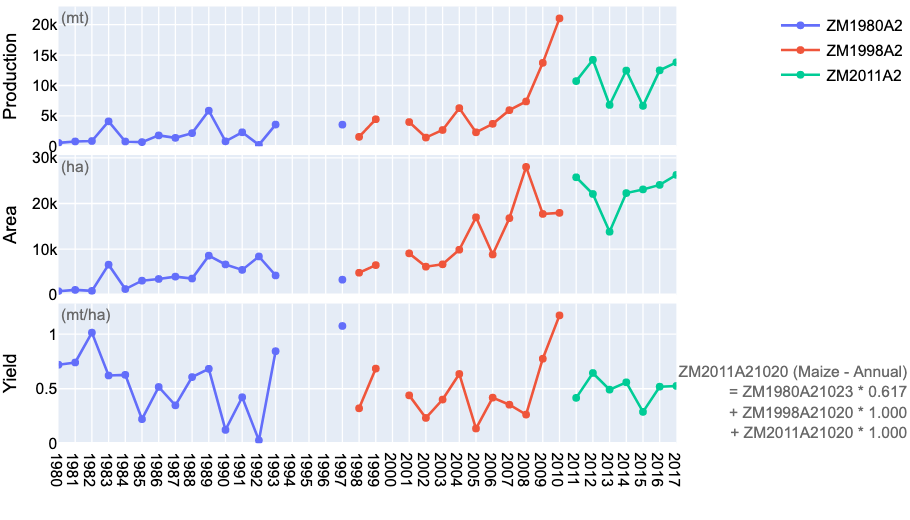 Production
(mt)
20k
15k
10k
5k
0
ZM1980A2
ZM1998A2
ZM2011A2
Area
(ha)
30k
20k
10k
0
Yield
(mt/ha)
1
0.5
0
ZM2011A21020 (Maize - Annual)
= ZM1980A21023 * 0.617
+ ZM1998A21020 * 1.000
+ ZM2011A21020 * 1.000
1980
1981
1982
1983
1984
1985
1986
1987
1988
1989
1990
1991
1992
1993
1994
1995
1996
1997
1998
1999
2000
2001
2002
2003
2004
2005
2006
2007
2008
2009
2010
2011
2012
2013
2014
2015
2016
2017